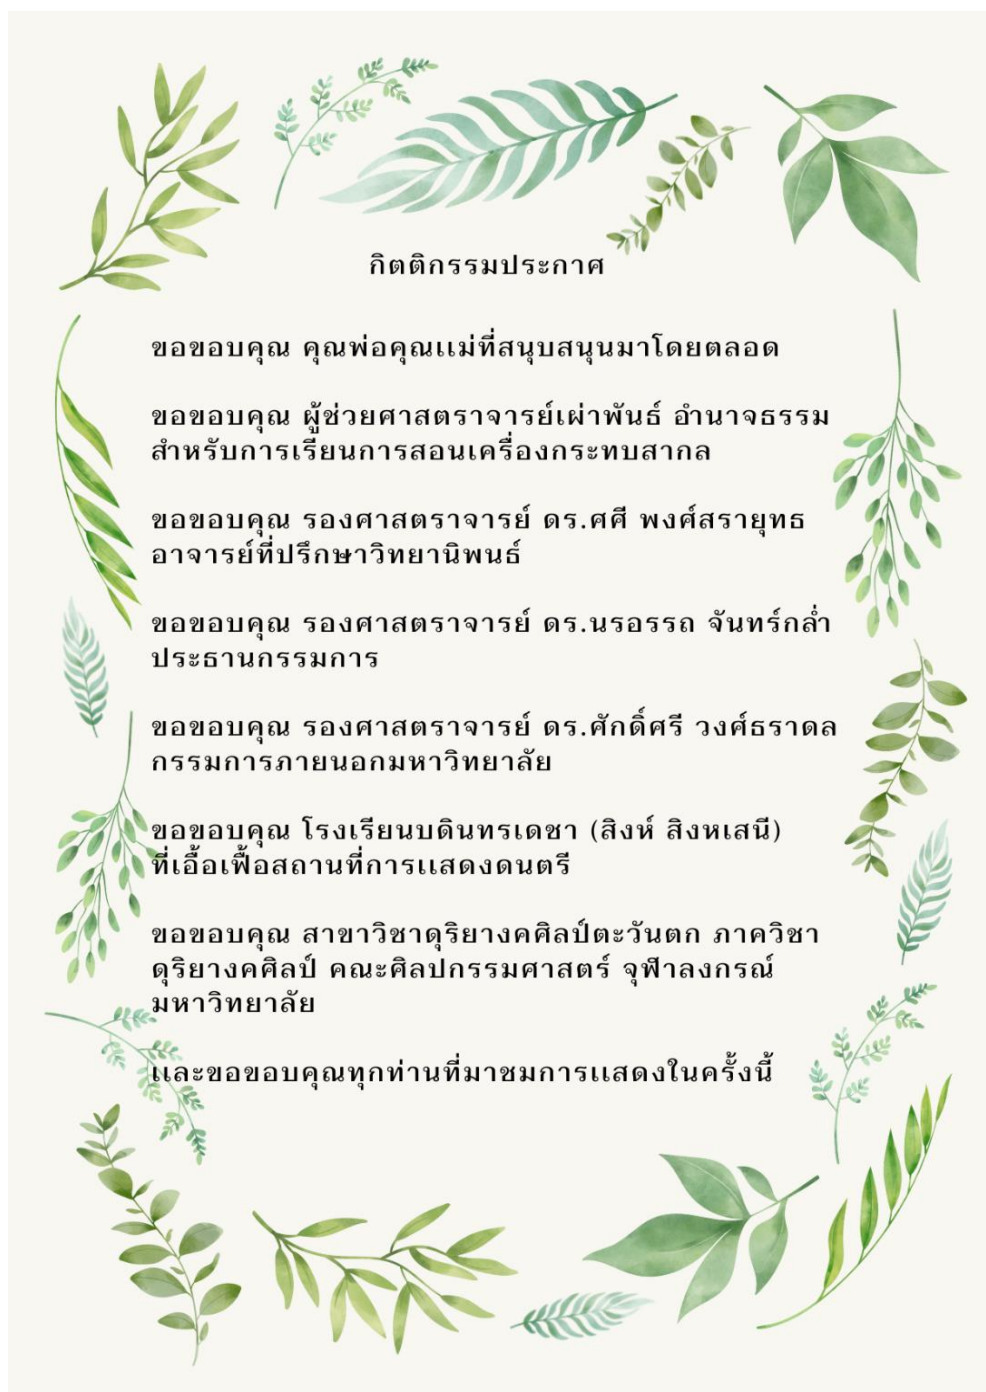 กิตติกรรมประกาศ
ขอขอบคุณ คุณพ่อคุณแม่ที่สนุบสนุนมาโดยตลอด
ขอขอบคุณ ผู้ช่วยศาสตราจารย์เผ่าพันธ์ อำนาจธรรม
สำหรับการเรียนการสอนเครื่องกระทบสากล
ขอขอบคุณ รองศาสตราจารย์ ดร.ศศี พงศ์สรายุทธ
อาจารย์ที่ปรึกษาวิทยานิพนธ์
ขอขอบคุณ รองศาสตราจารย์ ดร.นรอรรถ จันทร์กล่ำ
ประธานกรรมการ
ขอขอบคุณ รองศาสตราจารย์ ดร.ศักดิ์ศรี วงศ์ธราดล
กรรมการภายนอกมหาวิทยาลัย
ขอขอบคุณ โรงเรียนบดินทรเดชา (สิงห์ สิงหเสนี)
ที่เอื้อเฟื้อสถานที่การแสดงดนตรี
ขอขอบคุณ สาขาวิชาดุริยางคศิลป์ตะวันตก ภาควิชา
ดุริยางคศิลป์ คณะศิลปกรรมศาสตร์ จุฬาลงกรณ์
มหาวิทยาลัย
และขอขอบคุณทุกท่านที่มาชมการแสดงในครั้งนี้